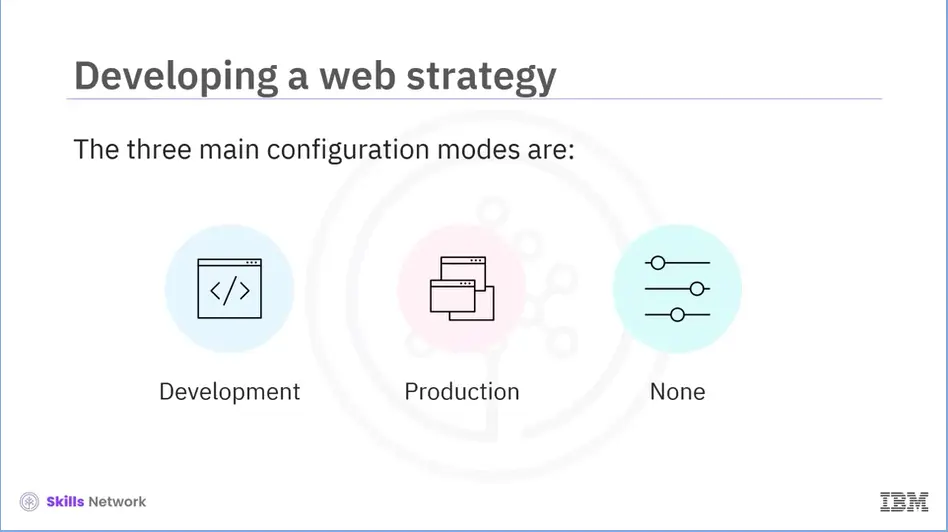 Developing a web strategy
The three main configuration modes are:
Development
Production
None
Skills Network
IBM